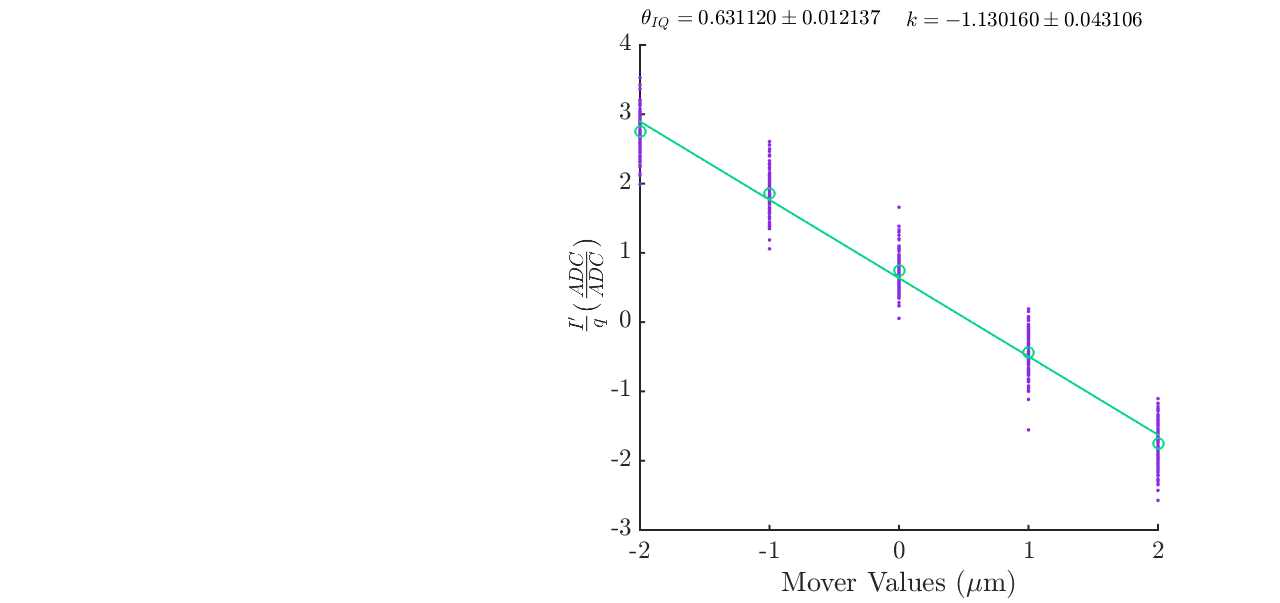 θ_{IQ} = 0.631120 ± 0.012137 k = −1.130160 ± 0.043106
4
3
2
1
0
-1
-2
-3
I'/q (ADC/ADC)
-2 -1 0 1 2
Mover Values (μm)